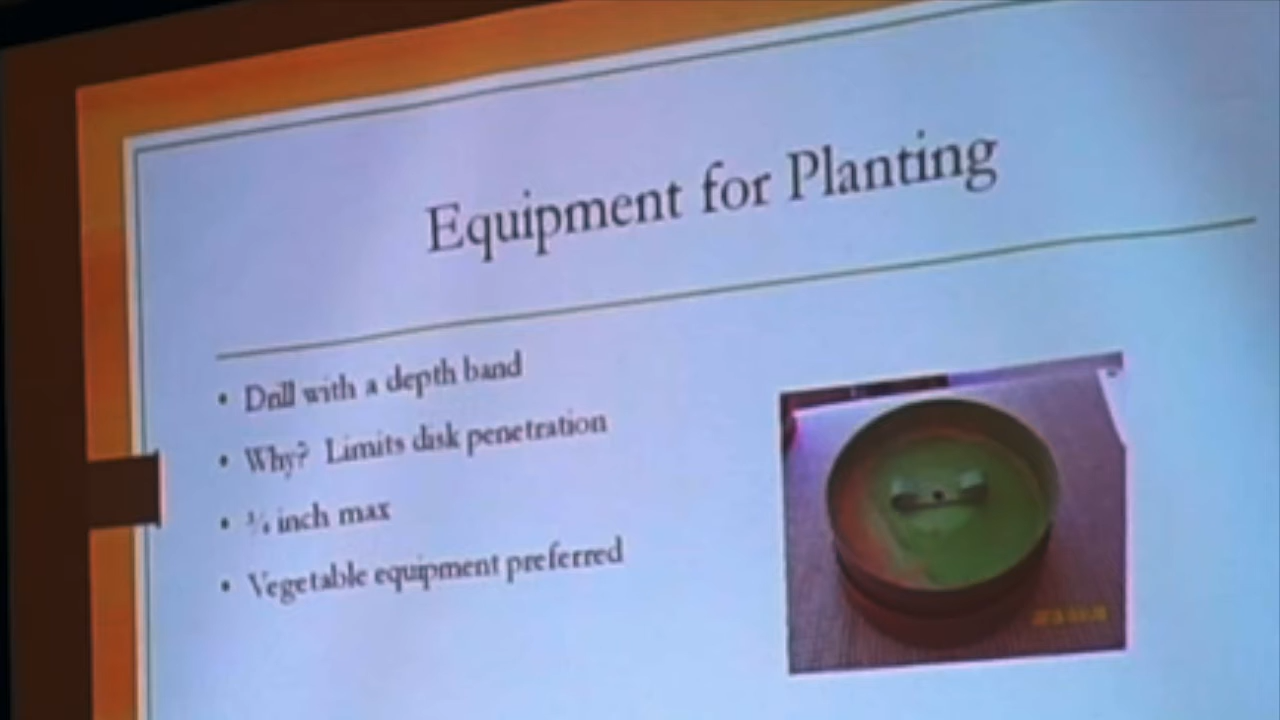 Equipment for Planting
• Drill with a depth band
• Why? Limits disk penetration
inch max
• Vegetable equipment preferred